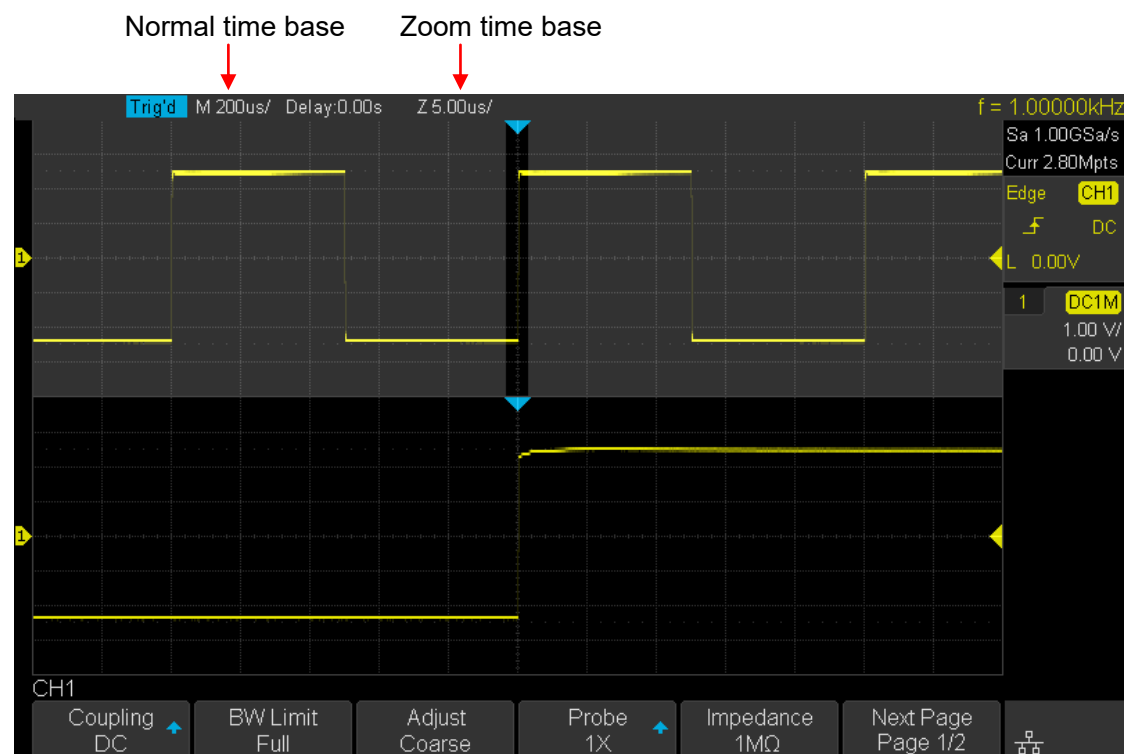 Normal time base Zoom time base
Trig'd M 200us/ Delay:0.00s Z 5.00us/ f = 1.00000kHz
Sa 1.00GSa/s
Curr 2.80Mpts
Edge CH1
DC
L 0.00V
1
1 DC1M
1.00 V/
0.00 V
1
CH1
Coupling BW Limit Adjust Probe Impedance Next Page
DC Full Coarse 1X 1MΩ Page 1/2